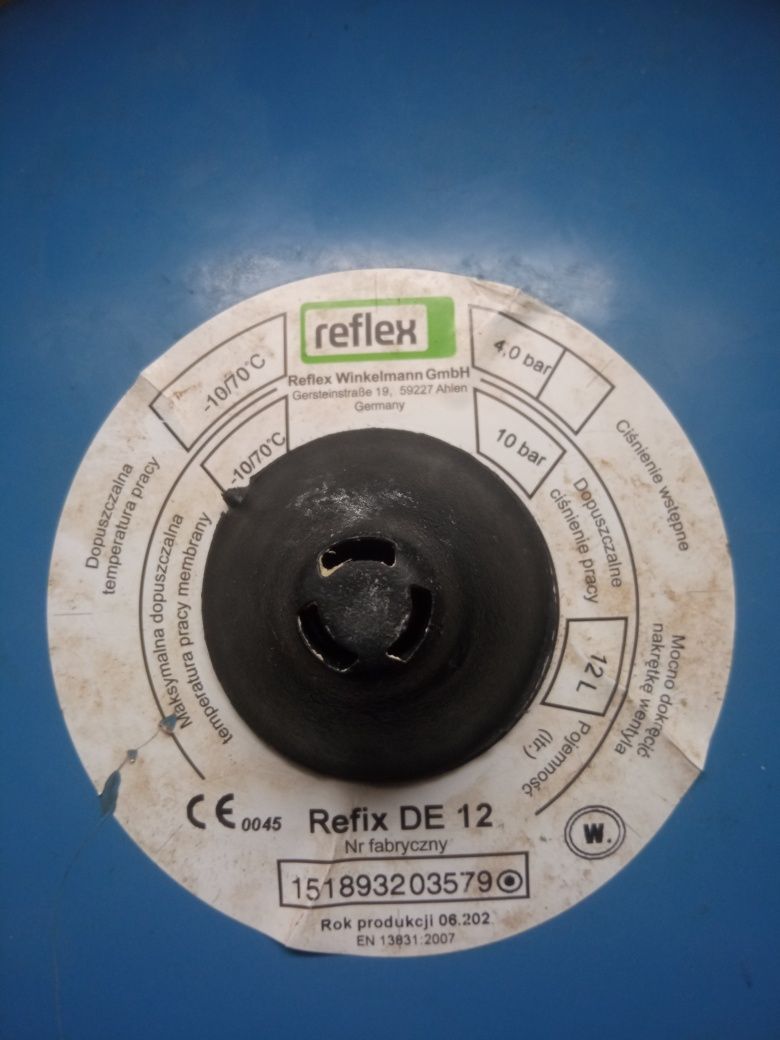 reflex
Reflex Winkelmann GmbH
Gersteinstraße 19, 59227 Ahlen
Germany
-10/70°C
Dopuszczalna
temperatura pracy
-10/70°C
Maksymalna dopuszczalna
temperatura pracy membrany
4,0 bar
Ciśnienie wstępne
10 bar
Dopuszczalne
ciśnienie pracy
12 L
Pojemność
(ltr.)
Mocno dokręcić
nakrętkę wentyla
CE 0045
Refix DE 12
W.
Nr fabryczny
151893203579
Rok produkcji 06.202
EN 13831:2007